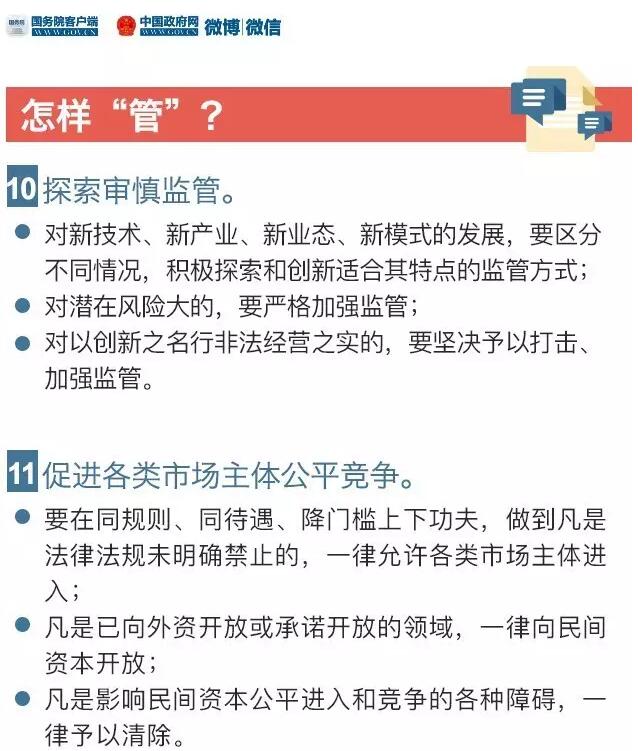 国务院 国务院客户端 中国政府网 微博 微信
WWW.GOV.CN WWW.GOV.CN
怎样“管”？
10 探索审慎监管。
对新技术、新产业、新业态、新模式的发展，要区分
不同情况，积极探索和创新适合其特点的监管方式；
对潜在风险大的，要严格加强监管；
对以创新之名行非法经营之实的，要坚决予以打击、
加强监管。
11 促进各类市场主体公平竞争。
要在同规则、同待遇、降门槛上下功夫，做到凡是
法律法规未明确禁止的，一律允许各类市场主体进
入；
凡是已向外资开放或承诺开放的领域，一律向民间
资本开放；
凡是影响民间资本公平进入和竞争的各种障碍，一
律予以清除。